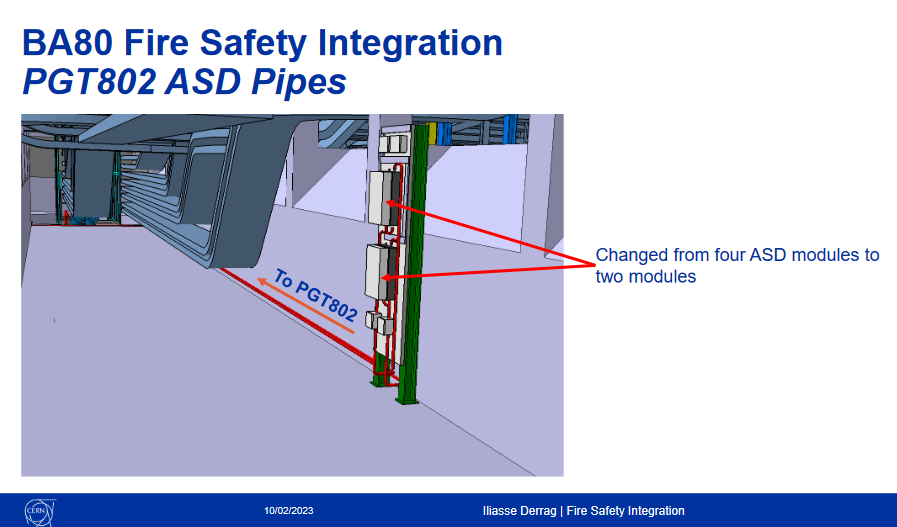 BA80 Fire Safety Integration
PGT802 ASD Pipes
To PGT802
Changed from four ASD modules to
two modules
CERN
10/02/2023
Iliasse Derrag | Fire Safety Integration